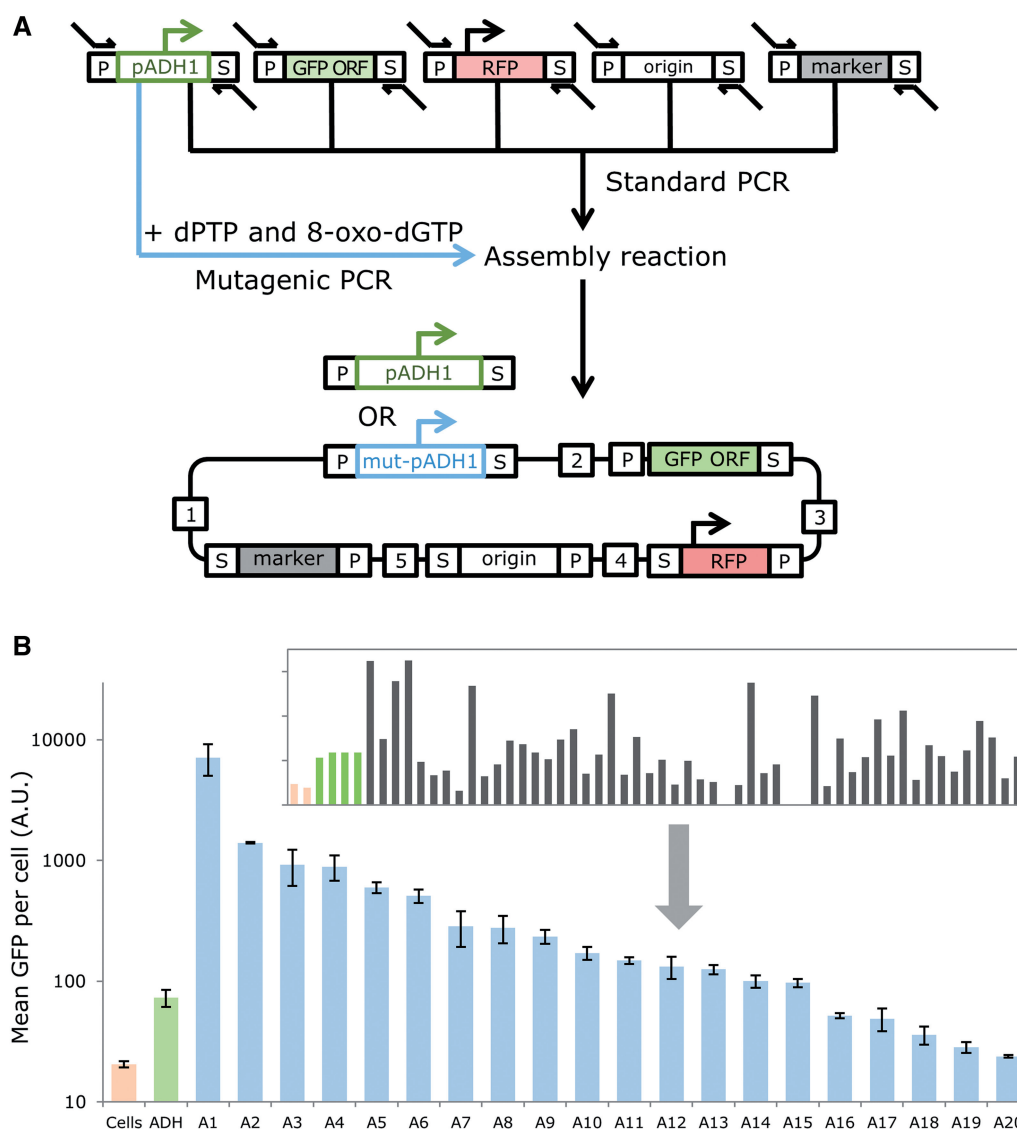 A
P pADH1 S P GFP ORF S P RFP S P origin S P marker S
Standard PCR
+ dPTP and 8-oxo-dGTP
Assembly reaction
Mutagenic PCR
P pADH1 S
OR
P mut-pADH1 S 2 P GFP ORF S
1
3
S marker P 5 S origin P 4 S RFP P
B
Mean GFP per cell (A.U.)
10000
1000
100
10
Cells ADH A1 A2 A3 A4 A5 A6 A7 A8 A9 A10 A11 A12 A13 A14 A15 A16 A17 A18 A19 A20